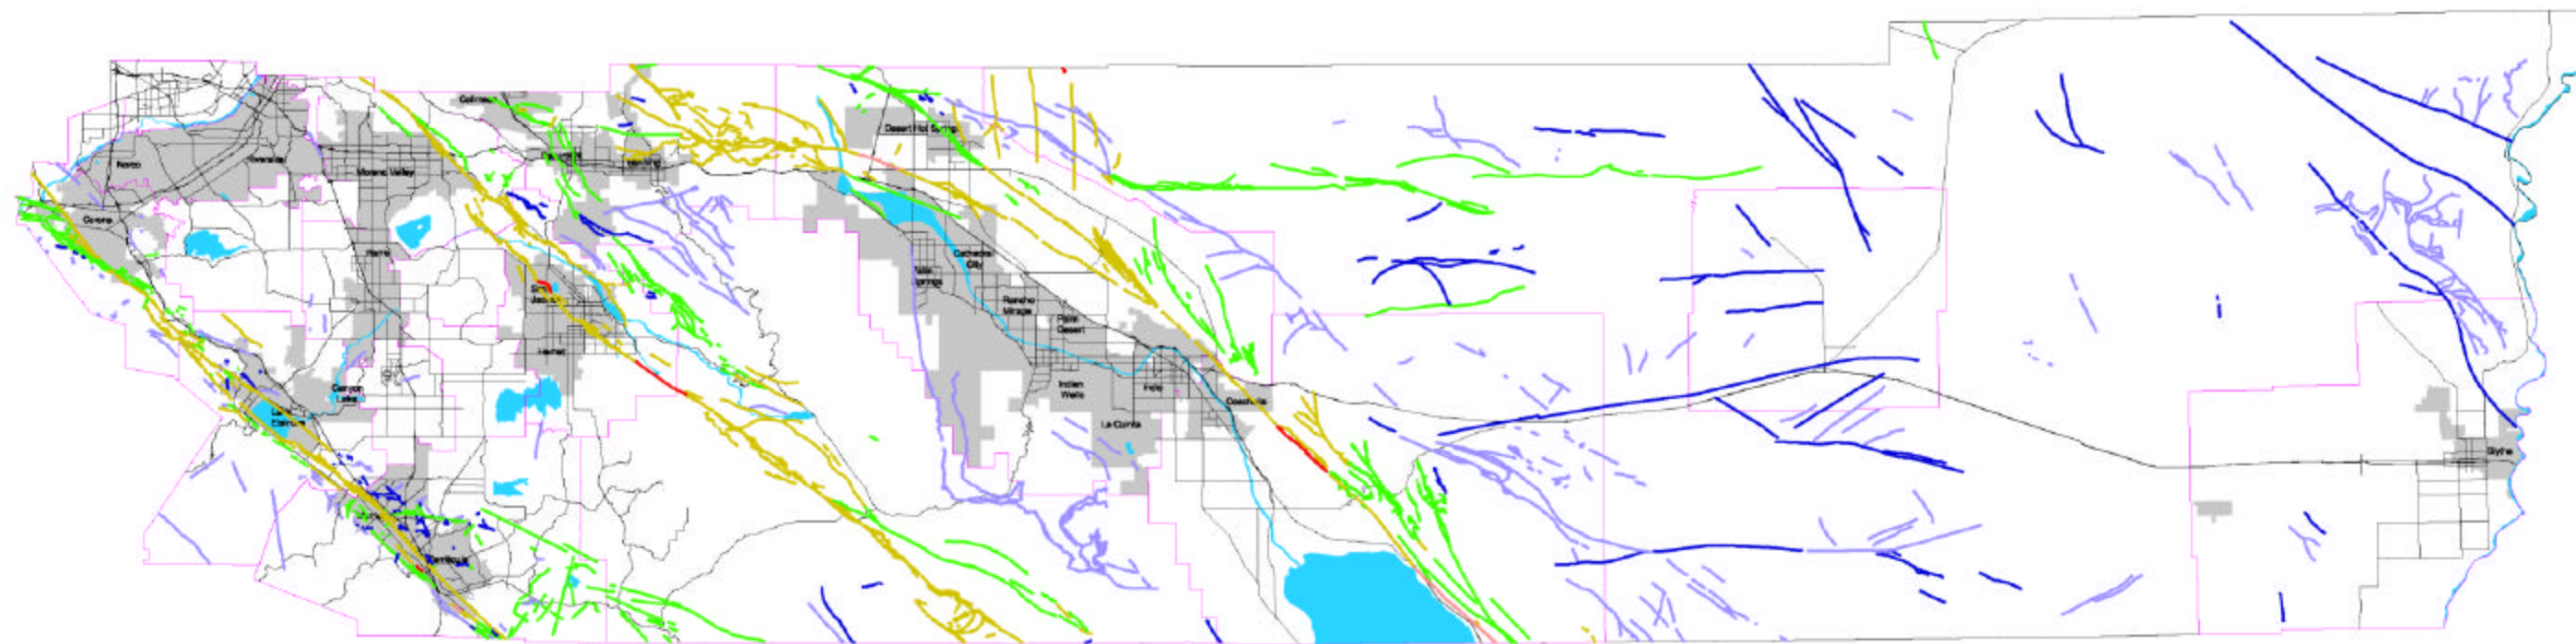 Norco
Riverside
Moreno Valley
Corona
Perris
San
Jacinto
Hemet
Canyon
Lake
Lake
Elsinore
Temecula
Banning
Desert Hot Springs
Cathedral
City
Palm
Springs
Rancho
Mirage
Palm
Desert
Indian
Wells
Indio
La Quinta
Coachella
Blythe